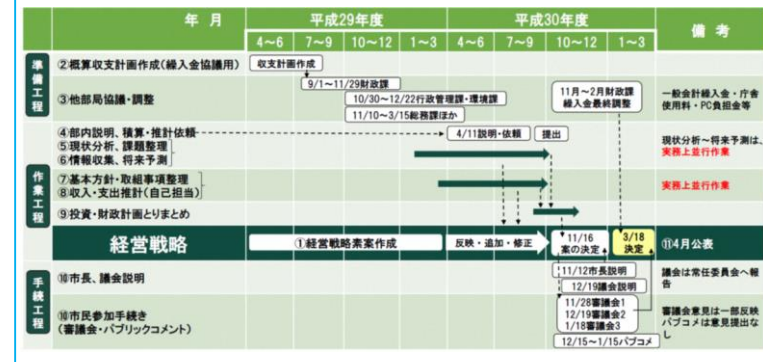 年 月 平成29年度 平成30年度 備 考
4~6 7~9 10~12 1~3 4~6 7~9 10~12 1~3
準備工程
②概算収支計画作成(繰入金協議用) 収支計画作成
③他部局協議・調整
9/1~11/29財政課
10/30~12/22行政管理課・環境課
11/10~3/15総務課ほか
11月~2月財政課
繰入金最終調整
一般会計繰入金・庁舎
使用料・PC負担金等
作業工程
④部内説明、積算・推計依頼 4/11説明・依頼 提出
⑤現状分析、課題整理
⑥情報収集、将来予測
現状分析~将来予測は、
実務上並行作業
⑦基本方針・取組事項整理
⑧収入・支出推計(自己担当)
実務上並行作業
⑨投資・財政計画とりまとめ
経営戦略 ①経営戦略素案作成 反映・追加・修正
11/16
案の決定
3/18
決定
⑪4月公表
手続工程
⑩市長、議会説明
11/12市長説明
12/19議会説明
議会は常任委員会へ報
告
⑩市民参加手続き
(審議会・パブリックコメント)
11/28審議会1
12/19審議会2
1/18審議会3
12/15~1/15パブコメ
審議会意見は一部反映
パブコメは意見提出な
し